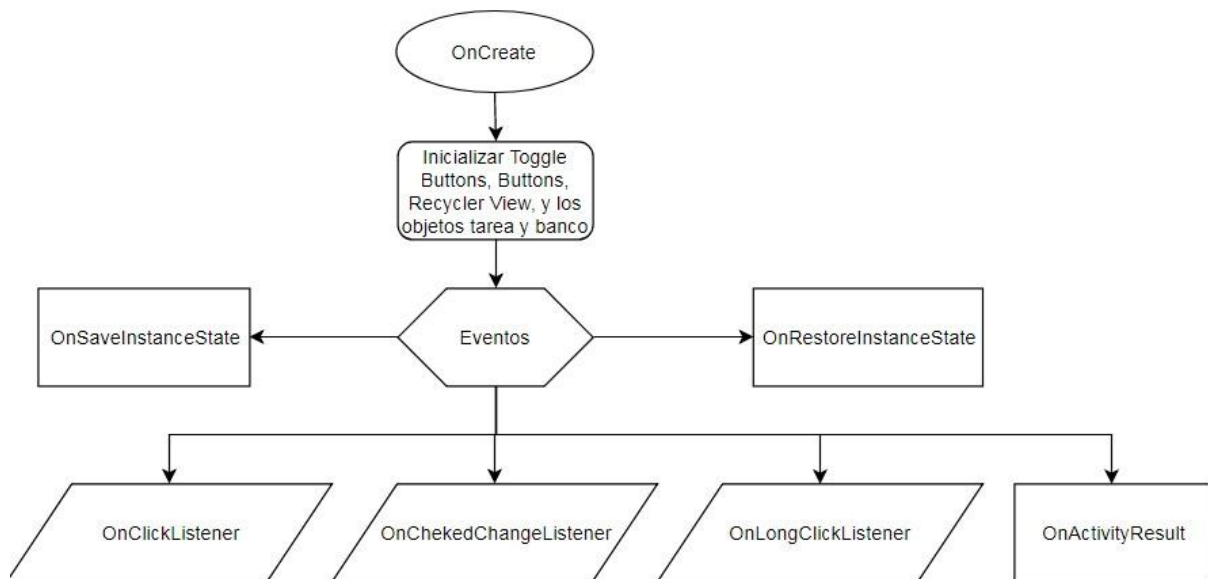 OnCreate
Inicializar Toggle
Buttons, Buttons,
Recycler View, y los
objetos tarea y banco
OnSaveInstanceState
Eventos
OnRestoreInstanceState
OnClickListener
OnChekedChangeListener
OnLongClickListener
OnActivityResult